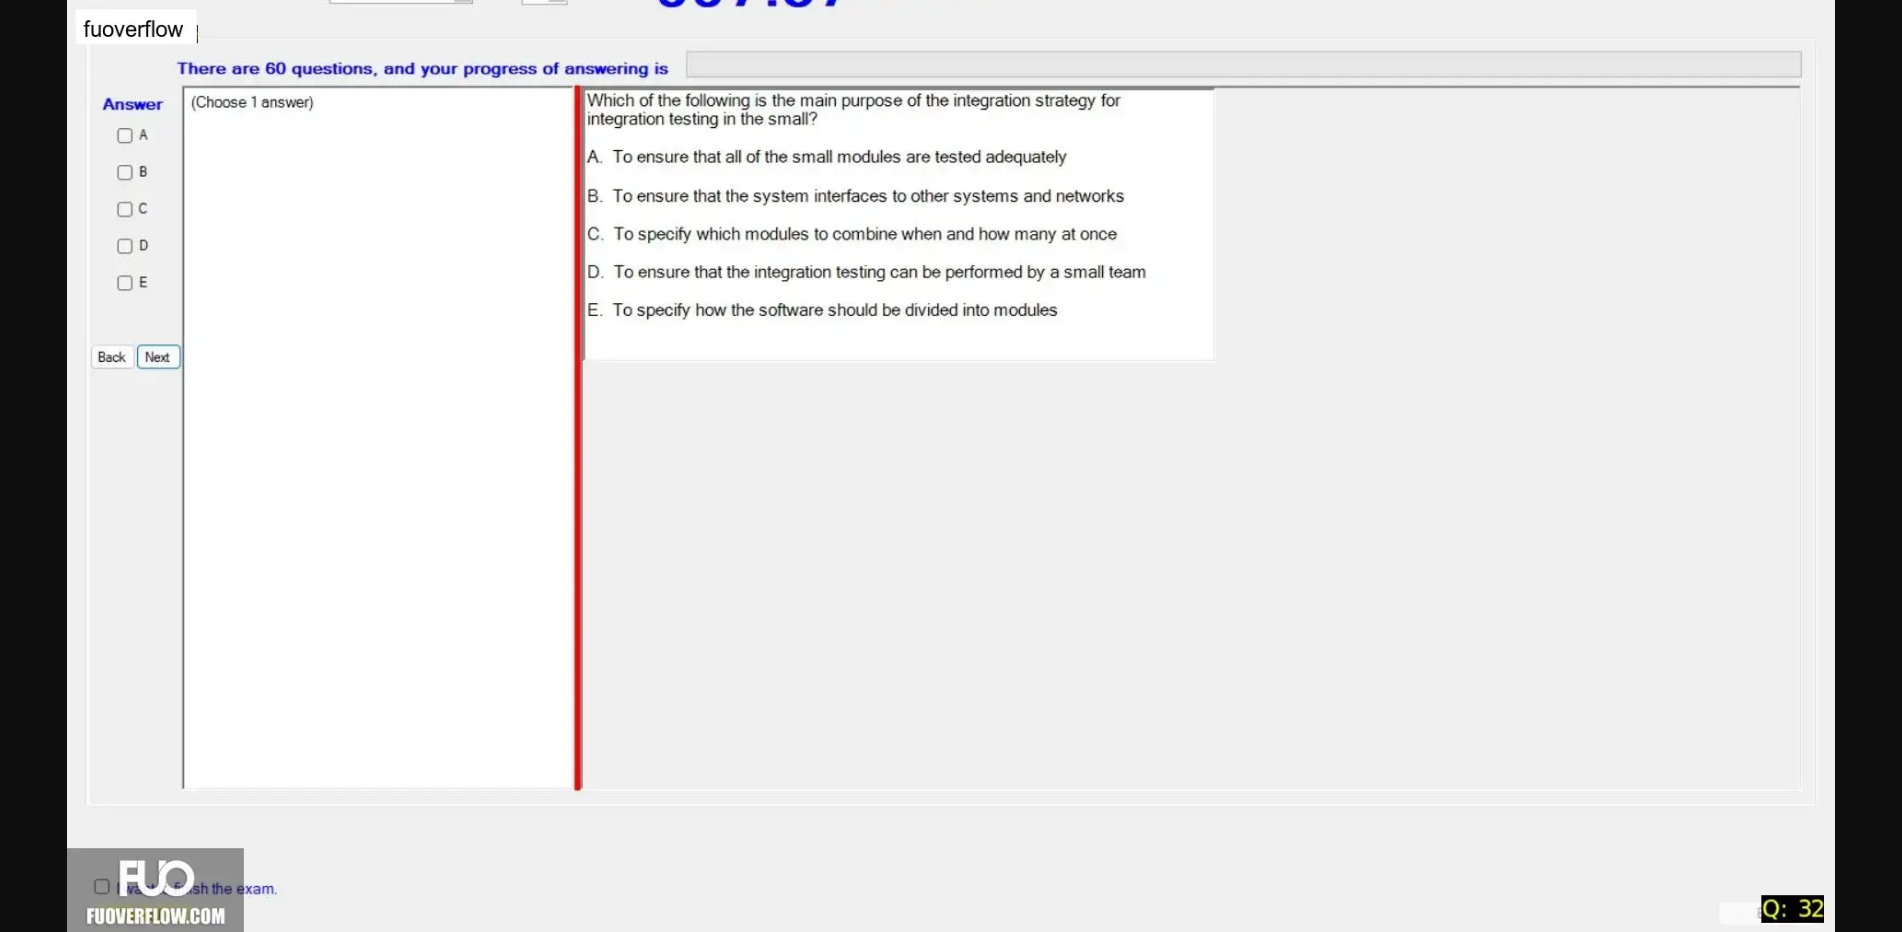 fuoverflow
There are 60 questions, and your progress of answering is
Answer
(Choose 1 answer)
A
B
C
D
E
Back Next
Which of the following is the main purpose of the integration strategy for
integration testing in the small?
A. To ensure that all of the small modules are tested adequately
B. To ensure that the system interfaces to other systems and networks
C. To specify which modules to combine when and how many at once
D. To ensure that the integration testing can be performed by a small team
E. To specify how the software should be divided into modules
FUO
the exam.
FUOVERFLOW.COM
Q: 32